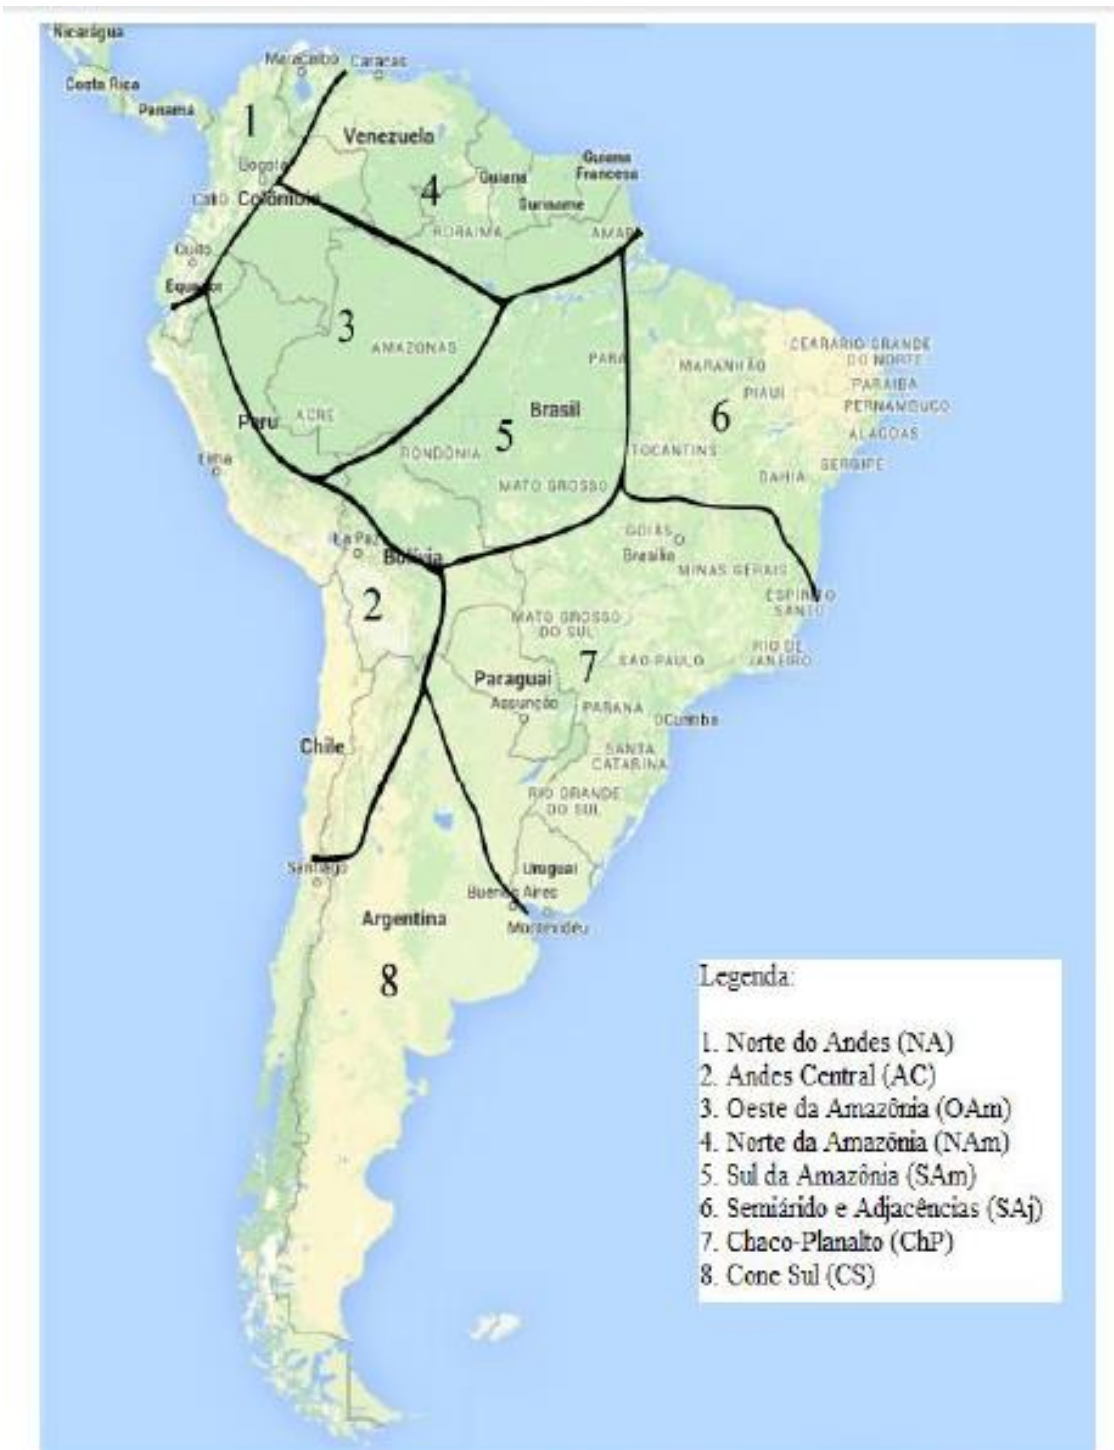 Nicarágua
Maracaibo Caracas
Costa Rica
Panamá
1
Venezuela
Bogotá
4
Guiana
Guiana
Francesa
Cali Colômbia
Suriname
RORAIMA
AMAPÁ
Quito
Equador
3
AMAZONAS
PARÁ
MARANHÃO
CEARÁ RIO GRANDE
DO NORTE
PIAUÍ
PARAÍBA
PERNAMBUCO
Peru
ACRE
Brasil
6
5
ALAGOAS
Lima
RONDÔNIA
TOCANTINS
SERGIPE
BAHIA
MATO GROSSO
La Paz
Bolívia
GOIÁS
Brasília
MINAS GERAIS
2
ESPÍRITO
SANTO
MATO GROSSO
DO SUL
7
SÃO PAULO
RIO DE
JANEIRO
Paraguai
Assunção
PARANÁ
Curitiba
Chile
SANTA
CATARINA
RIO GRANDE
DO SUL
Santiago
Uruguai
Buenos Aires
Argentina
Montevidéu
8
Legenda:
1. Norte do Andes (NA)
2. Andes Central (AC)
3. Oeste da Amazônia (OAm)
4. Norte da Amazônia (NAm)
5. Sul da Amazônia (SAm)
6. Semiárido e Adjacências (SAj)
7. Chaco-Planalto (ChP)
8. Cone Sul (CS)